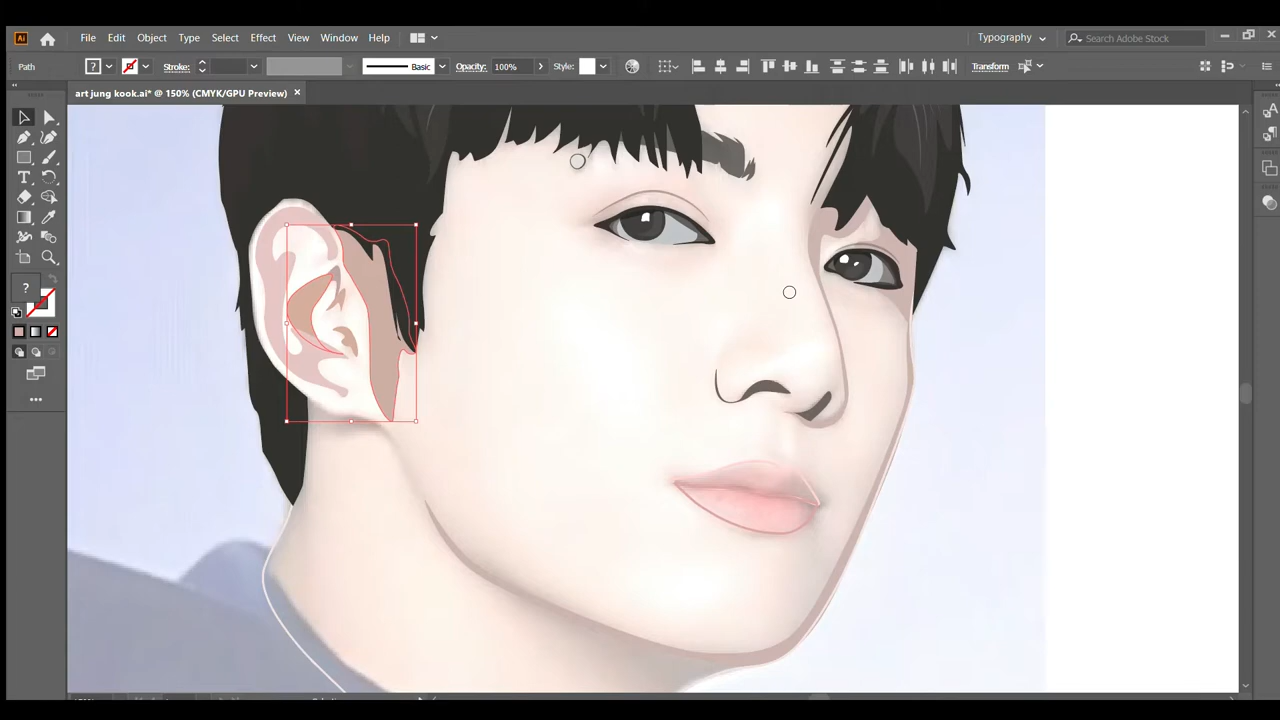 Ai File Edit Object Type Select Effect View Window Help Typography Search Adobe Stock
Path ? Stroke: Basic Opacity: 100% Style: Transform
art jung kook.ai* @ 150% (CMYK/GPU Preview) ×
T
?